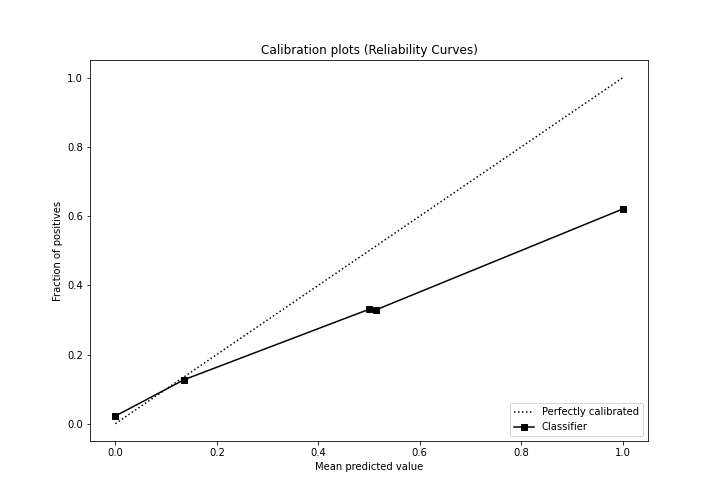 Calibration plots (Reliability Curves)
1.0
0.8
0.6
0.4
0.2
0.0
Fraction of positives
0.0 0.2 0.4 0.6 0.8 1.0
Mean predicted value
Perfectly calibrated
Classifier